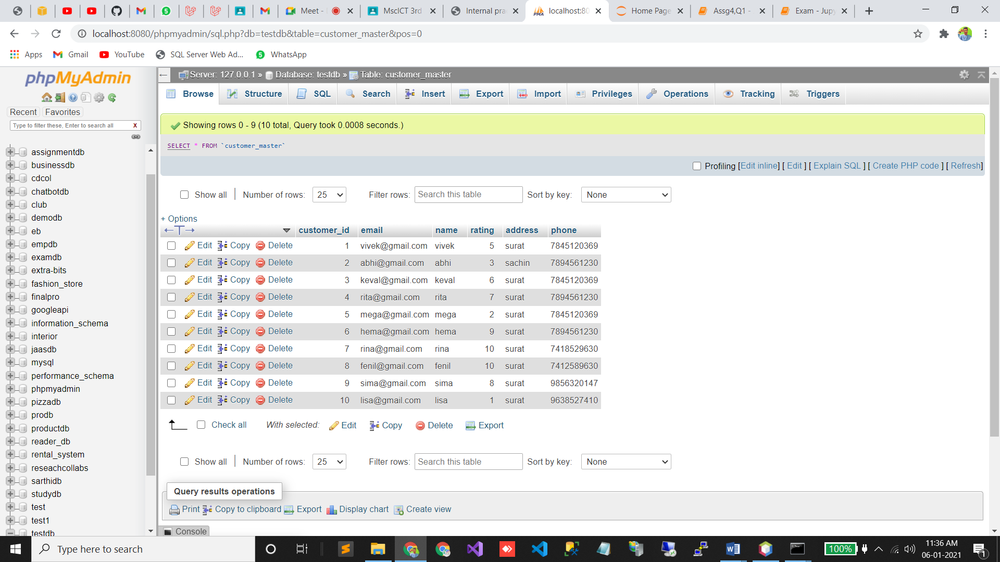 Meet -
MscICT 3rd
Internal pra
localhost:80
Home Page
Assg4,Q1 -
Exam - Jupy
localhost:8080/phpmyadmin/sql.php?db=testdb&table=customer_master&pos=0
Apps Gmail YouTube SQL Server Web Ad... 5 WhatsApp
phpMyAdmin
Recent Favorites
Type to filter these, Enter to search all X
assignmentdb
businessdb
cdcol
chatbotdb
club
demodb
eb
empdb
examdb
extra-bits
fashion_store
finalpro
googleapi
information_schema
interior
jaasdb
mysql
performance_schema
phpmyadmin
pizzadb
prodb
productdb
reader_db
rental_system
reseachcollabs
sarthidb
studydb
test
test1
testdb
Server: 127.0.0.1 » Database: testdb » Table: customer_master
Browse Structure SQL Search Insert Export Import Privileges Operations Tracking Triggers
Showing rows 0 - 9 (10 total, Query took 0.0008 seconds.)
SELECT * FROM `customer_master`
Profiling [Edit inline] [ Edit ] [ Explain SQL ] [ Create PHP code ] [ Refresh]
Show all Number of rows: 25 Filter rows: Search this table Sort by key: None
+ Options
customer_id email name rating address phone
Edit Copy Delete 1 vivek@gmail.com vivek 5 surat 7845120369
Edit Copy Delete 2 abhi@gmail.com abhi 3 sachin 7894561230
Edit Copy Delete 3 keval@gmail.com keval 6 surat 7845120369
Edit Copy Delete 4 rita@gmail.com rita 7 surat 7894561230
Edit Copy Delete 5 mega@gmail.com mega 2 surat 7845120369
Edit Copy Delete 6 hema@gmail.com hema 9 surat 7894561230
Edit Copy Delete 7 rina@gmail.com rina 10 surat 7418529630
Edit Copy Delete 8 fenil@gmail.com fenil 10 surat 7412589630
Edit Copy Delete 9 sima@gmail.com sima 8 surat 9856320147
Edit Copy Delete 10 lisa@gmail.com lisa 1 surat 9638527410
Check all With selected: Edit Copy Delete Export
Show all Number of rows: 25 Filter rows: Search this table Sort by key: None
Query results operations
Print Copy to clipboard Export Display chart Create view
Console
Type here to search
100%
11:36 AM
06-01-2021
1